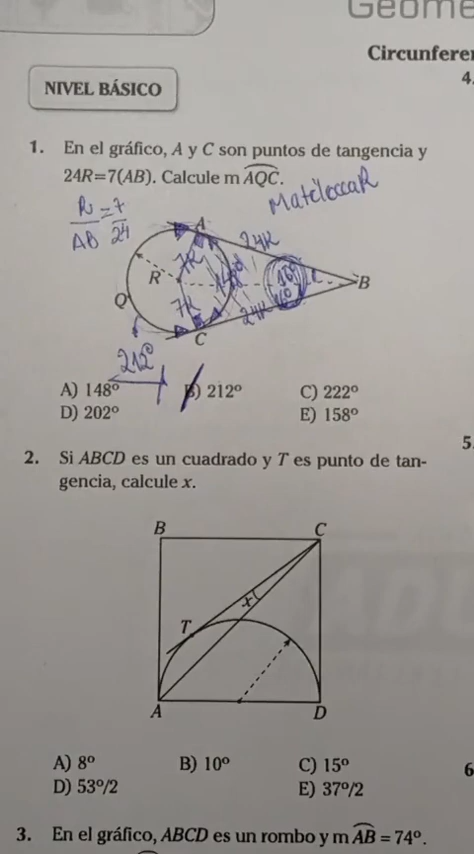 Geome
Circunferen
NIVEL BÁSICO
4.
1. En el gráfico, A y C son puntos de tangencia y
24R=7(AB). Calcule m AQC.
R/AB = 7/24
MateleccaR
A
24K
7K
R
B
Q
7K
24K
C
212°
A) 148° B) 212° C) 222°
D) 202° E) 158°
5.
2. Si ABCD es un cuadrado y T es punto de tan-
gencia, calcule x.
B C
x
T
A D
A) 8° B) 10° C) 15°
D) 53°/2 E) 37°/2
6
3. En el gráfico, ABCD es un rombo y m AB = 74°.